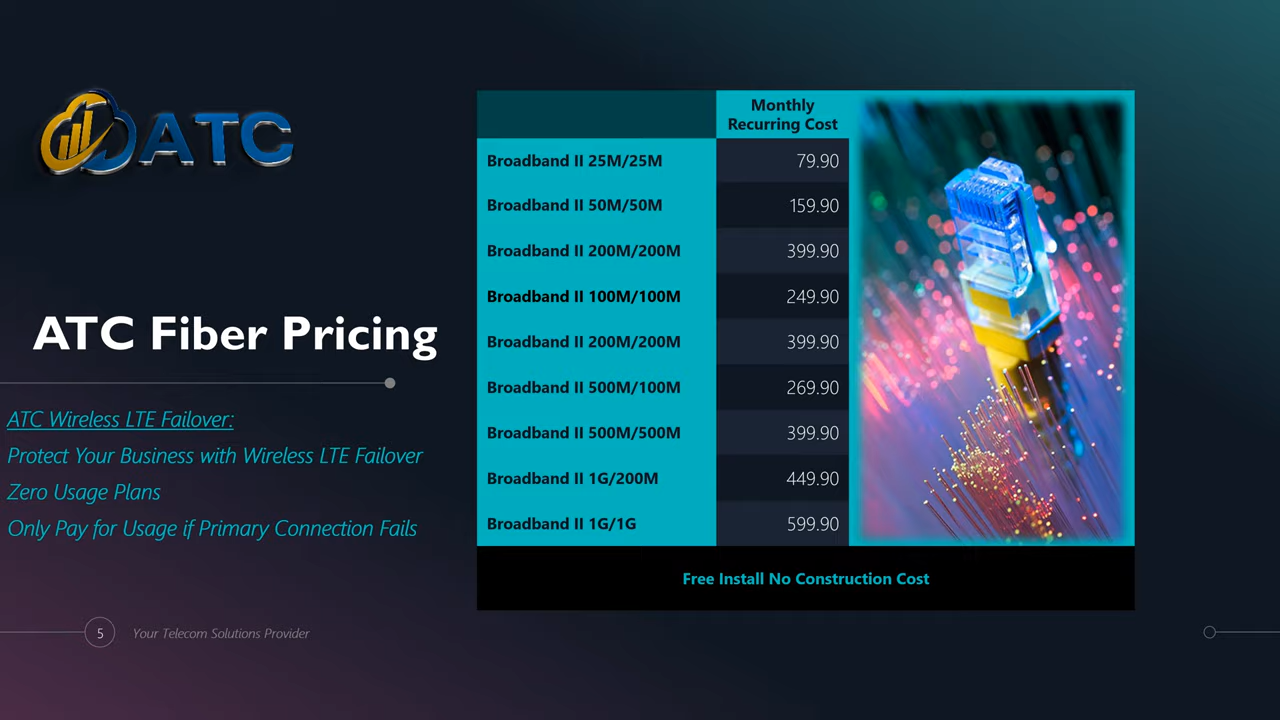 ATC
ATC Fiber Pricing
ATC Wireless LTE Failover:
Protect Your Business with Wireless LTE Failover
Zero Usage Plans
Only Pay for Usage if Primary Connection Fails
Monthly
Recurring Cost
Broadband II 25M/25M 79.90
Broadband II 50M/50M 159.90
Broadband II 200M/200M 399.90
Broadband II 100M/100M 249.90
Broadband II 200M/200M 399.90
Broadband II 500M/100M 269.90
Broadband II 500M/500M 399.90
Broadband II 1G/200M 449.90
Broadband II 1G/1G 599.90
Free Install No Construction Cost
5 Your Telecom Solutions Provider